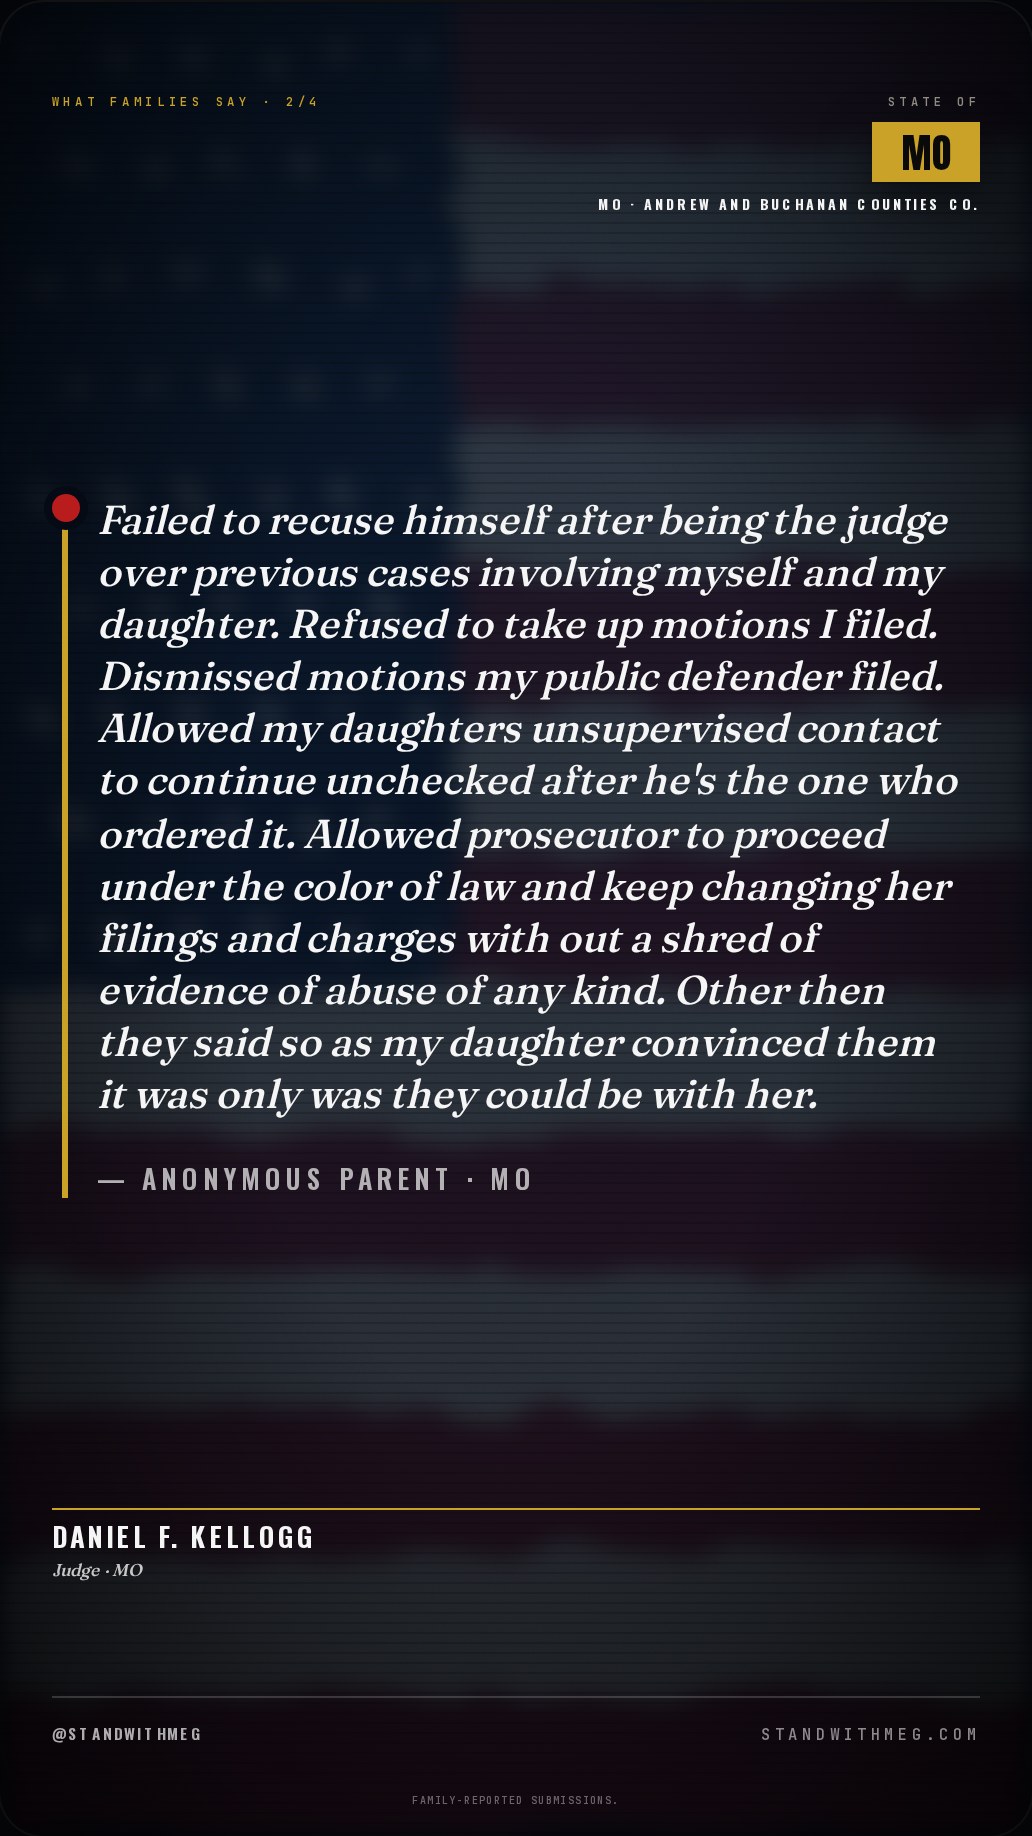 WHAT FAMILIES SAY · 2/4
STATE OF
MO
MO · ANDREW AND BUCHANAN COUNTIES CO.
Failed to recuse himself after being the judge
over previous cases involving myself and my
daughter. Refused to take up motions I filed.
Dismissed motions my public defender filed.
Allowed my daughters unsupervised contact
to continue unchecked after he's the one who
ordered it. Allowed prosecutor to proceed
under the color of law and keep changing her
filings and charges with out a shred of
evidence of abuse of any kind. Other then
they said so as my daughter convinced them
it was only was they could be with her.
— ANONYMOUS PARENT · MO
DANIEL F. KELLOGG
Judge · MO
@STANDWITHMEG
STANDWITHMEG.COM
FAMILY-REPORTED SUBMISSIONS.